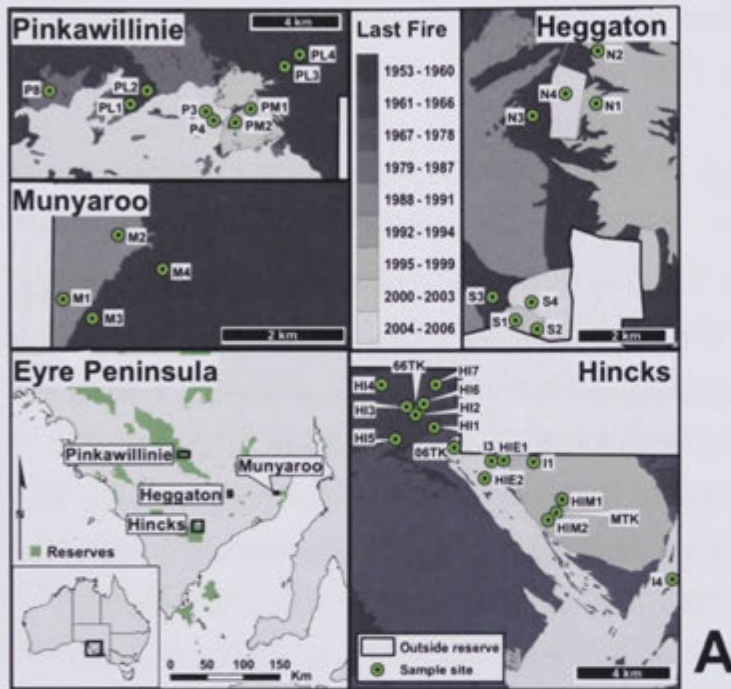 Pinkawillinie
4 km
PL4
PL3
P8
PL2
PL1
P3
P4
PM1
PM2
Munyaroo
M2
M4
M1
M3
2 km
Last Fire
1953 - 1960
1961 - 1966
1967 - 1978
1979 - 1987
1988 - 1991
1992 - 1994
1995 - 1999
2000 - 2003
2004 - 2006
Heggaton
N2
N4
N1
N3
S3
S4
S1
S2
2 km
Eyre Peninsula
Pinkawillinie
Munyaroo
Heggaton
Hincks
N
Reserves
0 50 100 150
Km
Hincks
66TK
HI7
HI4
HI6
HI3
HI2
HI1
HI5
06TK
I3
HIE1
I1
HIE2
HIM1
MTK
HIM2
I4
Outside reserve
Sample site
4 km
A